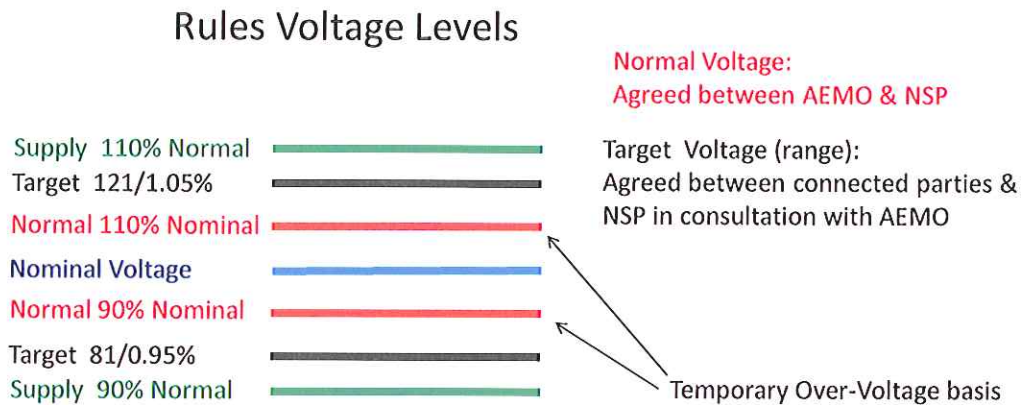 Rules Voltage Levels
Normal Voltage:
Agreed between AEMO & NSP
Target Voltage (range):
Agreed between connected parties &
NSP in consultation with AEMO
Supply 110% Normal
Target 121/1.05%
Normal 110% Nominal
Nominal Voltage
Normal 90% Nominal
Target 81/0.95%
Supply 90% Normal
Temporary Over-Voltage basis